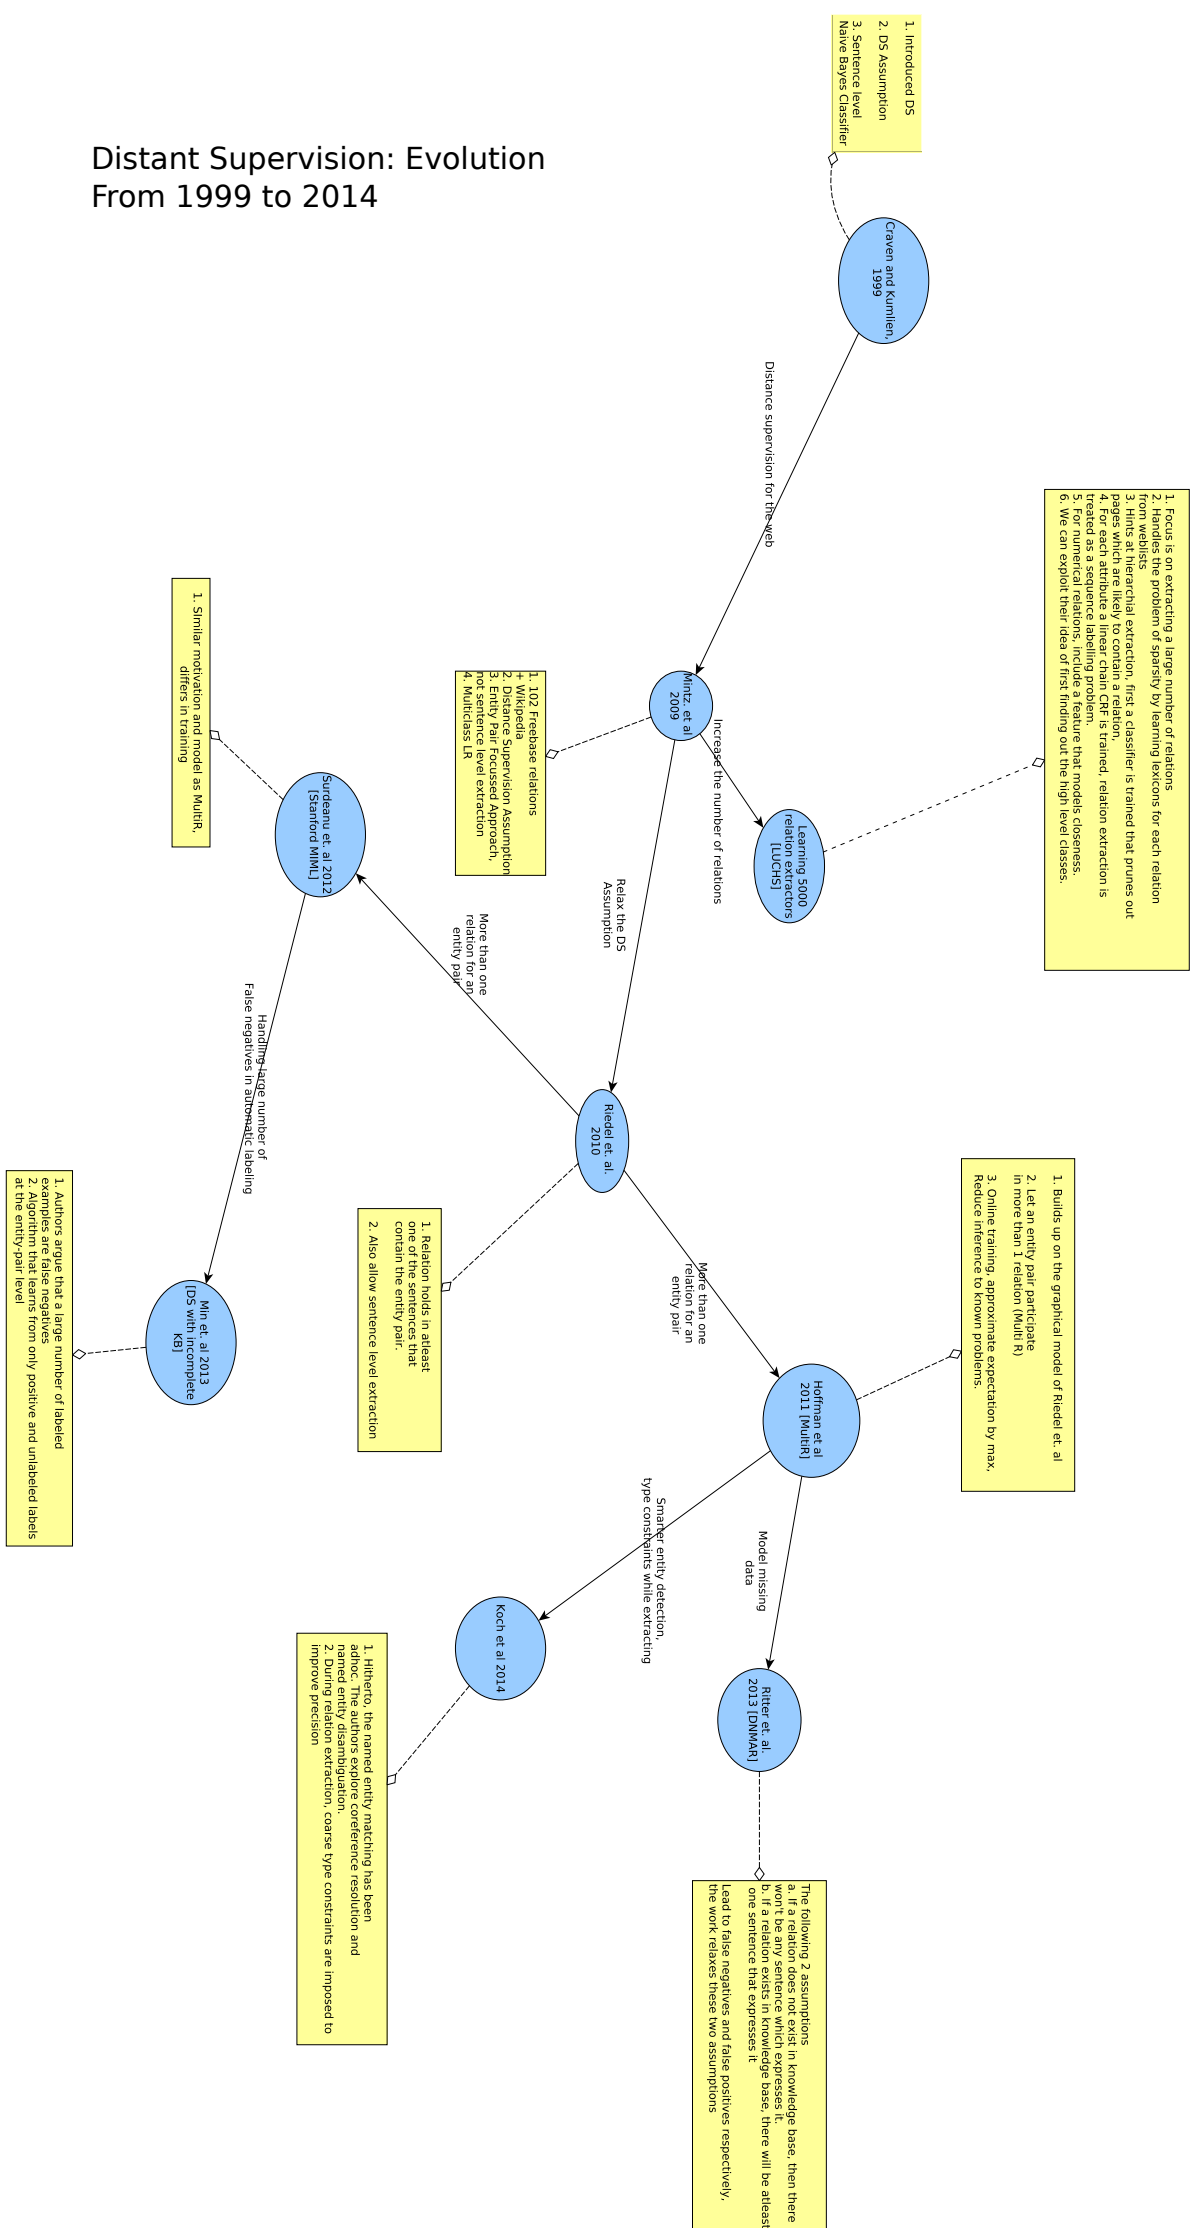 Distant Supervision: Evolution
From 1999 to 2014
1. Introduced DS
2. DS Assumption
3. Sentence level
Naive Bayes Classifier
Craven and Kumlien,
1999
Distance supervision for the web
1. Focus is on extracting a large number of relations
2. Handles the problem of sparsity by learning lexicons for each relation
from weblists
3. Hints at hierarchial extraction, first a classifier is trained that prunes out
pages which are likely to contain a relation,
4. For each attribute a linear chain CRF is trained, relation extraction is
treated as a sequence labelling problem.
5. For numerical relations, include a feature that models closeness.
6. We can exploit their idea of first finding out the high level classes.
Mintz. et al
2009
1. 102 Freebase relations
+ Wikipedia
2. Distance Supervision Assumption
3. Entity Pair Focussed Approach,
not sentence level extraction
4. Multiclass LR
Increase the number of relations
Learning 5000
relation extractors
[LUCHS]
1. SImilar motivation and model as MultiR,
differs in training
Surdeanu et. al 2012
[Stanford MIML]
Relax the DS
Assumption
More than one
relation for an
entity pair
Handling large number of
False negatives in automatic labeling
Riedel et. al.
2010
1. Relation holds in atleast
one of the sentences that
contain the entity pair.
2. Also allow sentence level extraction
1. Builds up on the graphical model of Riedel et. al
2. Let an entity pair participate
in more than 1 relation (Multi R)
3. Online training, approximate expectation by max,
Reduce inference to known problems.
More than one
relation for an
entity pair
Hoffman et al
2011 [MultiR]
Min et. al 2013
[DS with incomplete
KB]
1. Authors argue that a large number of labeled
examples are false negatives
2. Algorithm that learns from only positive and unlabeled labels
at the entity-pair level
Smarter entity detection,
type constraints while extracting
Model missing
data
Koch et al 2014
1. Hitherto, the named entity matching has been
adhoc. The authors explore coreference resolution and
named entity disambiguation.
2. During relation extraction, coarse type constraints are imposed to
improve precision
Ritter et. al.
2013 [DNMAR]
The following 2 assumptions
a. If a relation does not exist in knowledge base, then there
won't be any sentence which expresses it.
b. If a relation exists in knowledge base, there will be atleast
one sentence that expresses it
Lead to false negatives and false positives respectively,
the work relaxes these two assumptions